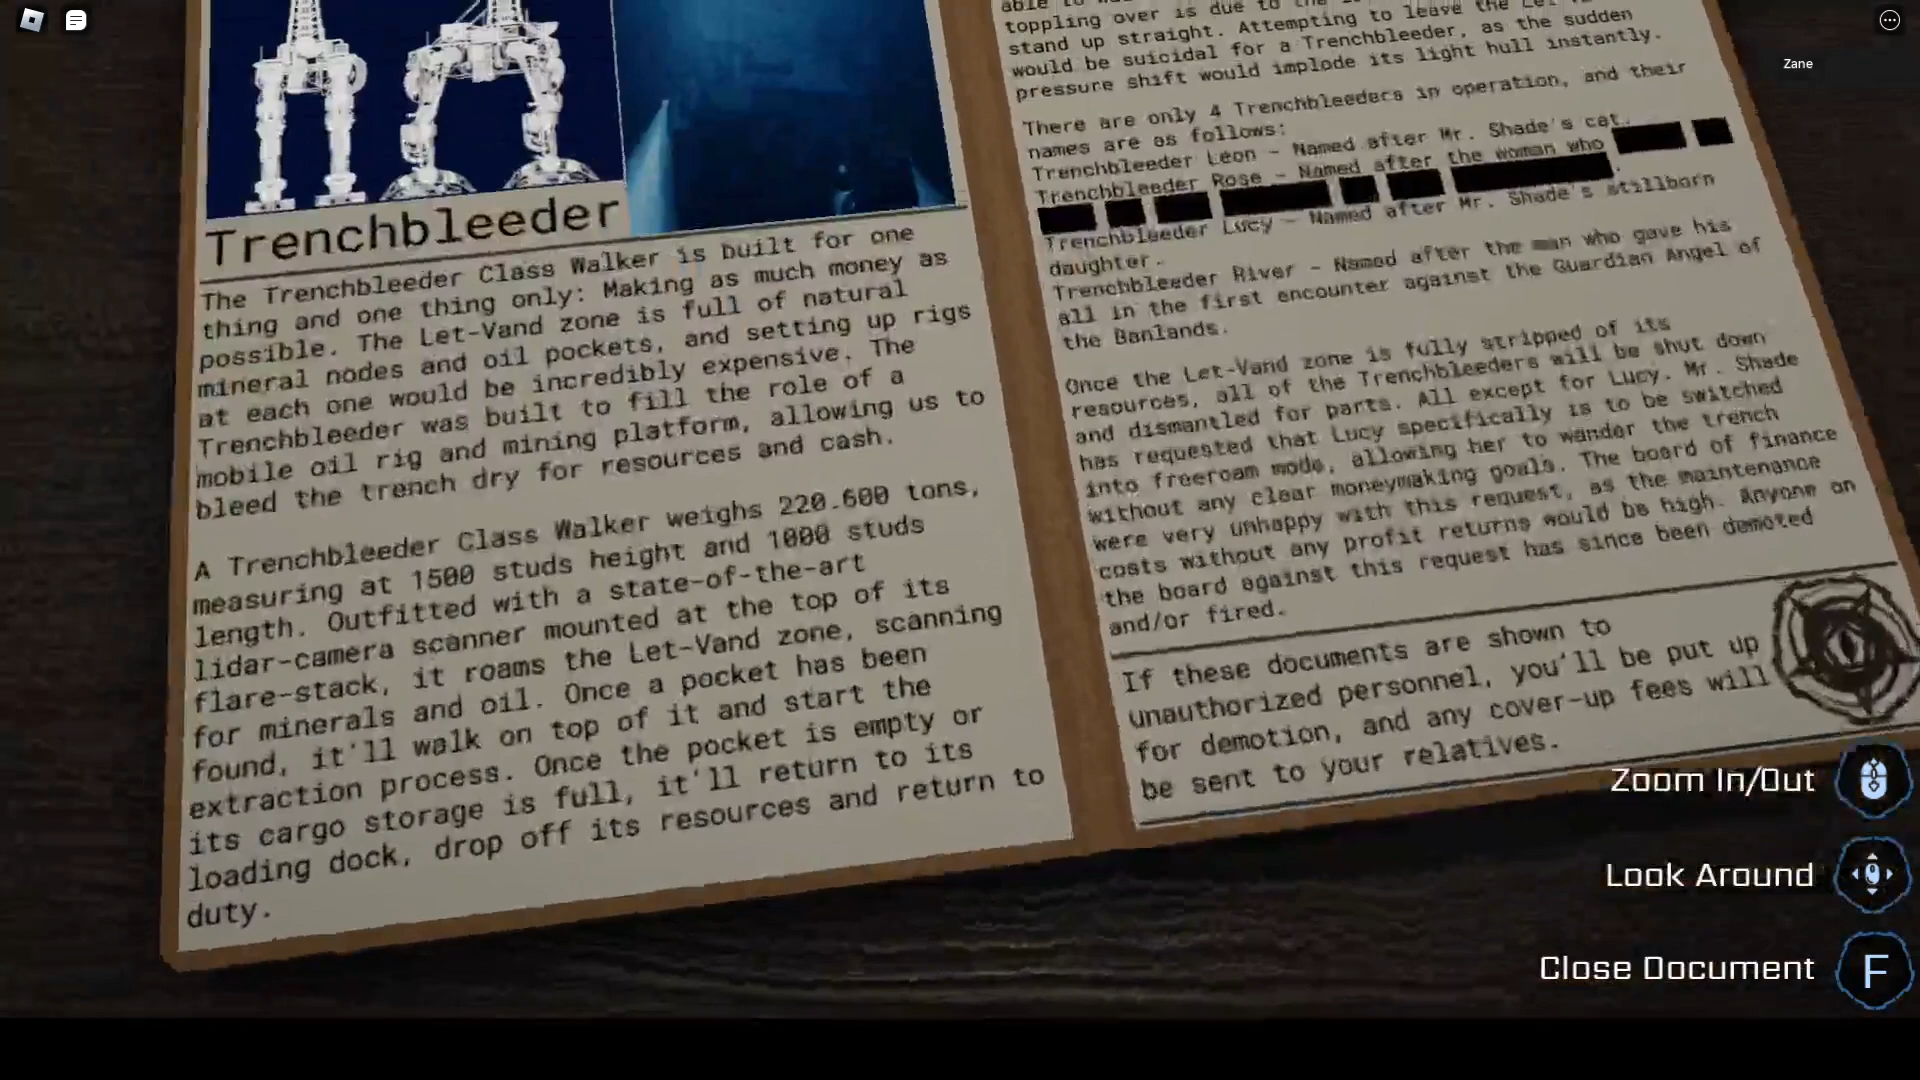 Zane
Trenchbleeder
The Trenchbleeder Class Walker is built for one
thing and one thing only: Making as much money as
possible. The Let-Vand zone is full of natural
mineral nodes and oil pockets, and setting up rigs
at each one would be incredibly expensive. The
Trenchbleeder was built to fill the role of a
mobile oil rig and mining platform, allowing us to
bleed the trench dry for resources and cash.
A Trenchbleeder Class Walker weighs 220.600 tons,
measuring at 1500 studs height and 1000 studs
length. Outfitted with a state-of-the-art
lidar-camera scanner mounted at the top of its
flare-stack, it roams the Let-Vand zone, scanning
for minerals and oil. Once a pocket has been
found, it'll walk on top of it and start the
extraction process. Once the pocket is empty or
its cargo storage is full, it'll return to its
loading dock, drop off its resources and return to
duty.
toppling over is due to the
stand up straight. Attempting to leave the
would be suicidal for a Trenchbleeder, as the sudden
pressure shift would implode its light hull instantly.
There are only 4 Trenchbleeders in operation, and their
names are as follows:
Trenchbleeder Leon - Named after Mr. Shade's cat.
Trenchbleeder Rose - Named after the woman who
Trenchbleeder Lucy - Named after Mr. Shade's stillborn
daughter.
Trenchbleeder River - Named after the man who gave his
all in the first encounter against the Guardian Angel of
the Banlands.
Once the Let-Vand zone is fully stripped of its
resources, all of the Trenchbleeders will be shut down
and dismantled for parts. All except for Lucy. Mr. Shade
has requested that Lucy specifically is to be switched
into freeroam mode, allowing her to wander the trench
without any clear moneymaking goals. The board of finance
were very unhappy with this request, as the maintenance
costs without any profit returns would be high. Anyone on
the board against this request has since been demoted
and/or fired.
If these documents are shown to
unauthorized personnel, you'll be put up
for demotion, and any cover-up fees will
be sent to your relatives.
Zoom In/Out
Look Around
Close Document F